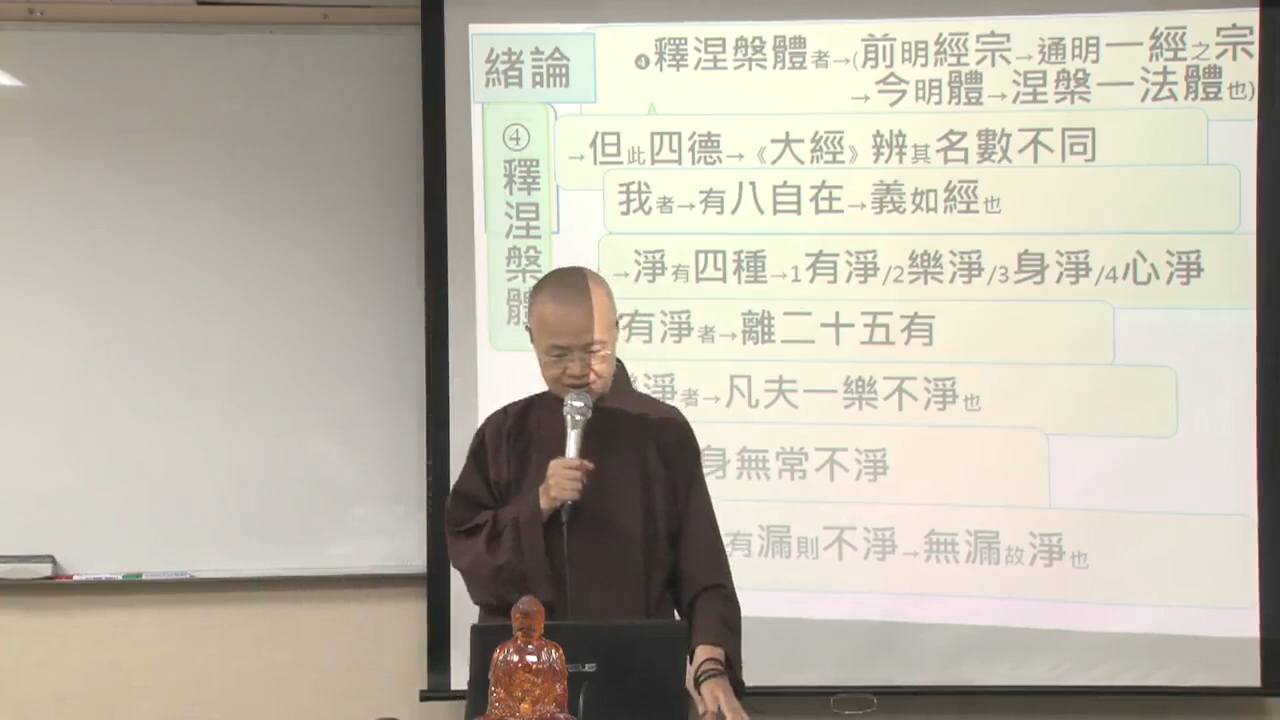 緒論
❹釋涅槃體者→(前明經宗→通明一經之宗
→今明體→涅槃一法體也)
④釋涅槃體
→但此四德→《大經》辨其名數不同
我者→有八自在→義如經也
→淨有四種→1有淨/2樂淨/3身淨/4心淨
有淨者→離二十五有
淨者→凡夫一樂不淨也
身無常不淨
有漏則不淨→無漏故淨也